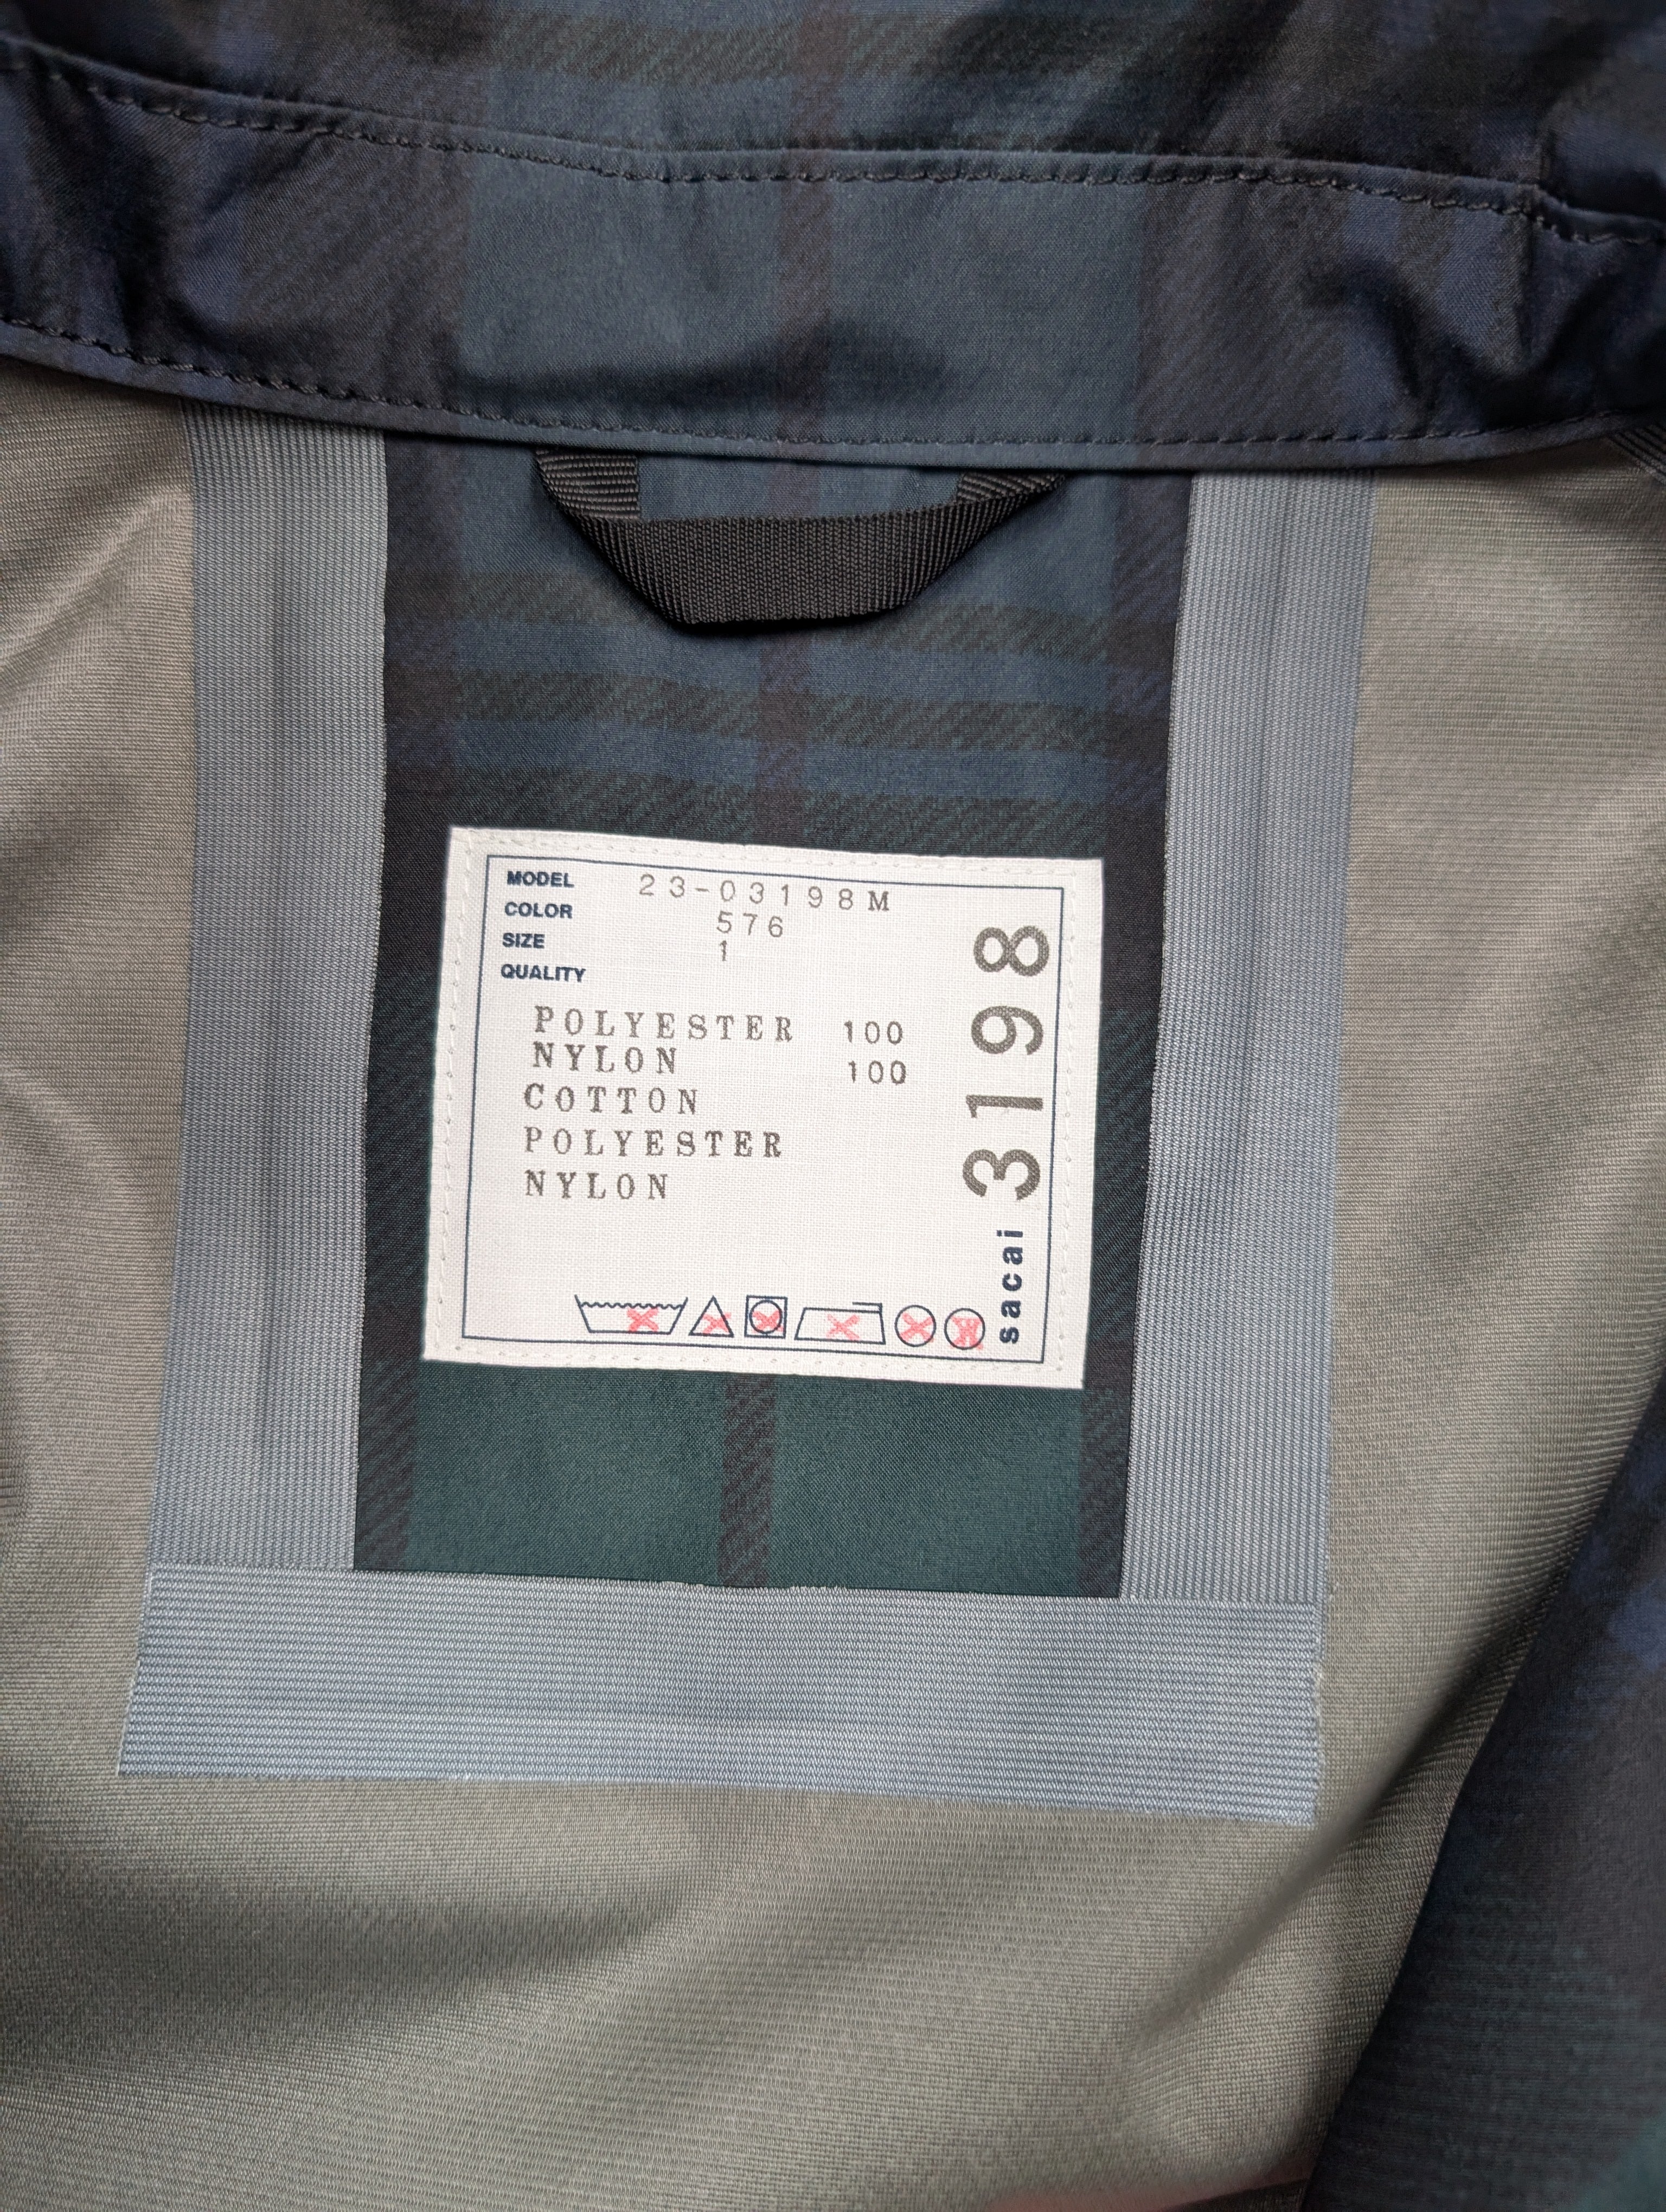 MODEL 23-03198M
COLOR 576
SIZE 1
QUALITY
POLYESTER 100
NYLON 100
COTTON
POLYESTER
NYLON
sacai 3198